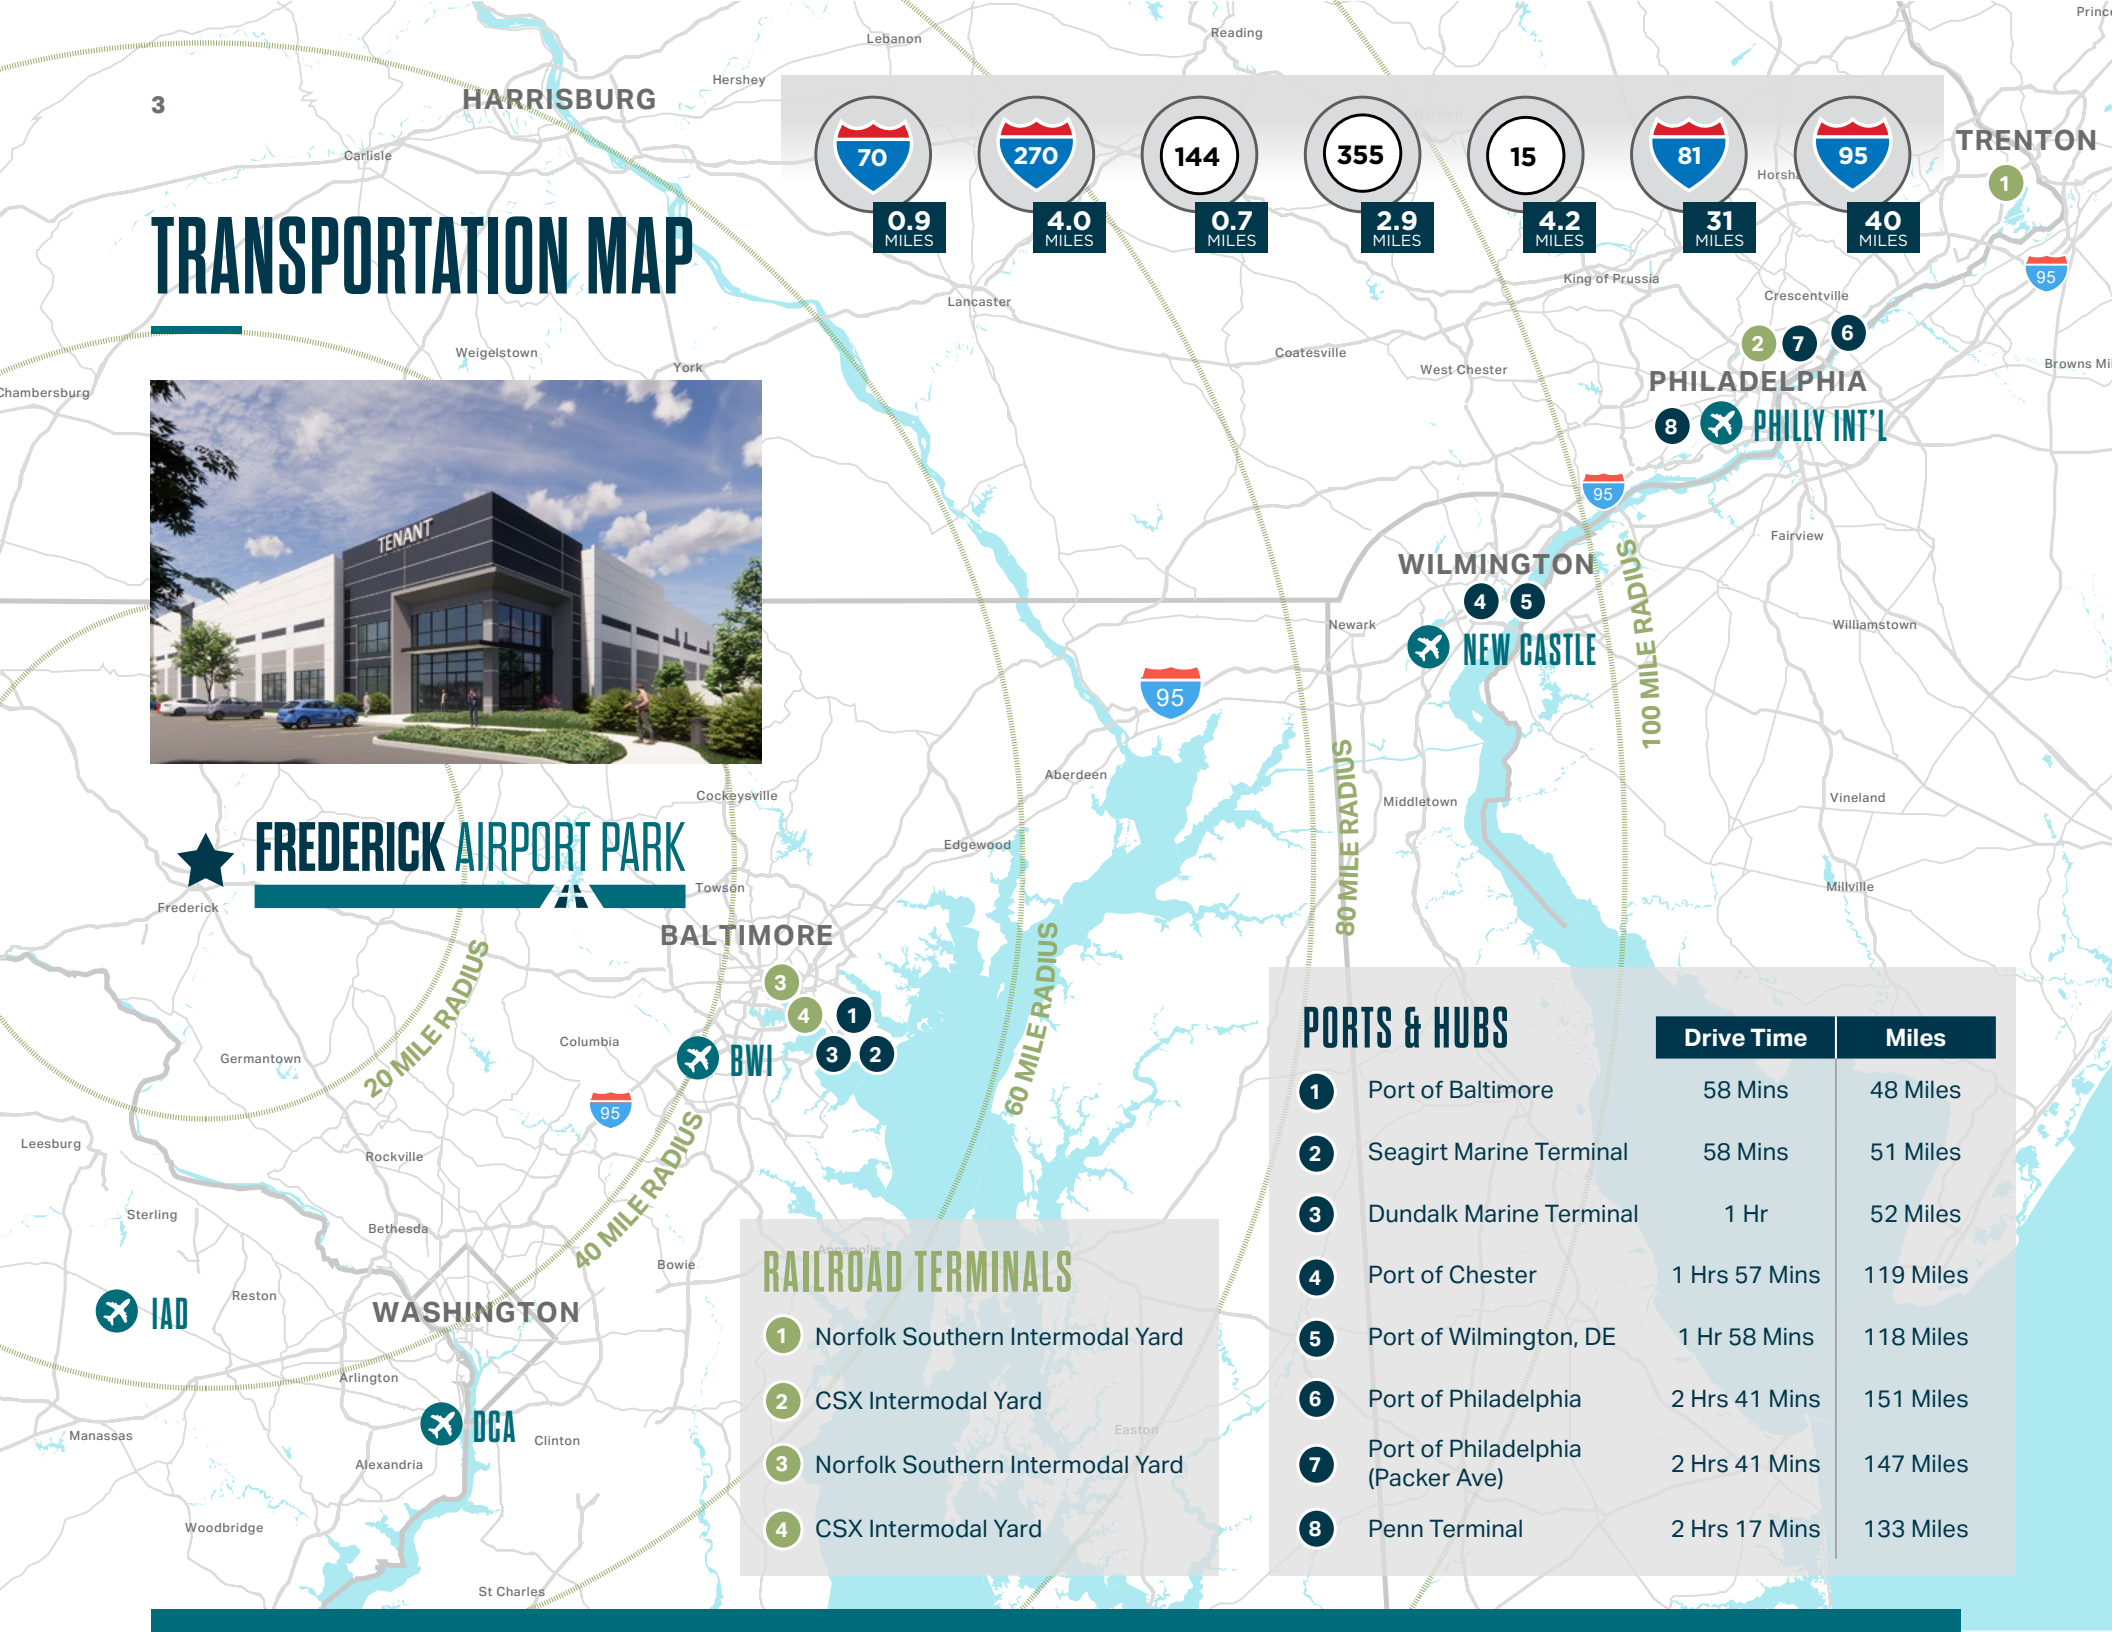 3
TRANSPORTATION MAP
70
0.9
MILES
270
4.0
MILES
144
0.7
MILES
355
2.9
MILES
15
4.2
MILES
81
31
MILES
95
40
MILES
Lebanon
Reading
Hershey
HARRISBURG
Carlisle
TRENTON
1
95
King of Prussia
Crescentville
Lancaster
Weigelstown
York
Coatesville
West Chester
2
7
6
PHILADELPHIA
8
PHILLY INT'L
Chambersburg
TENANT
95
Fairview
WILMINGTON
4
5
NEW CASTLE
Newark
Williamstown
100 MILE RADIUS
95
Aberdeen
Cockeysville
Middletown
Vineland
80 MILE RADIUS
Edgewood
FREDERICK AIRPORT PARK
Frederick
Towson
Millville
BALTIMORE
3
4
1
3
2
BWI
Columbia
95
Germantown
20 MILE RADIUS
40 MILE RADIUS
60 MILE RADIUS
Leesburg
Rockville
Sterling
Bethesda
Bowie
IAD
Reston
WASHINGTON
Arlington
DCA
Clinton
Manassas
Alexandria
Woodbridge
St Charles
Annapolis
Easton
RAILROAD TERMINALS
1 Norfolk Southern Intermodal Yard
2 CSX Intermodal Yard
3 Norfolk Southern Intermodal Yard
4 CSX Intermodal Yard
PORTS & HUBS Drive Time Miles
1 Port of Baltimore 58 Mins 48 Miles
2 Seagirt Marine Terminal 58 Mins 51 Miles
3 Dundalk Marine Terminal 1 Hr 52 Miles
4 Port of Chester 1 Hrs 57 Mins 119 Miles
5 Port of Wilmington, DE 1 Hr 58 Mins 118 Miles
6 Port of Philadelphia 2 Hrs 41 Mins 151 Miles
7 Port of Philadelphia
(Packer Ave) 2 Hrs 41 Mins 147 Miles
8 Penn Terminal 2 Hrs 17 Mins 133 Miles